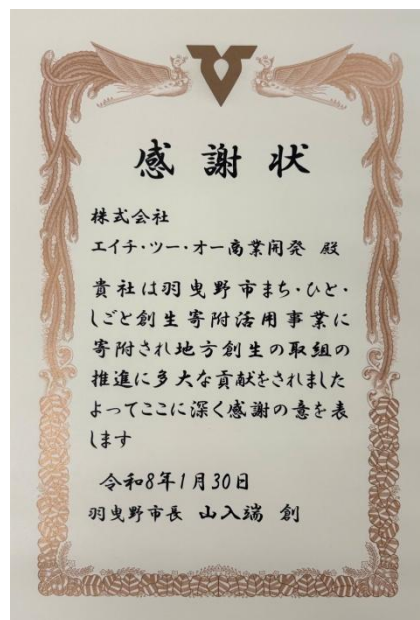 感謝状
株式会社
エイチ・ツー・オー商業開発 殿
貴社は羽曳野市まち・ひと・
しごと創生寄附活用事業に
寄附され地方創生の取組の
推進に多大な貢献をされました
よってここに深く感謝の意を表
します
令和8年1月30日
羽曳野市長 山入端 創